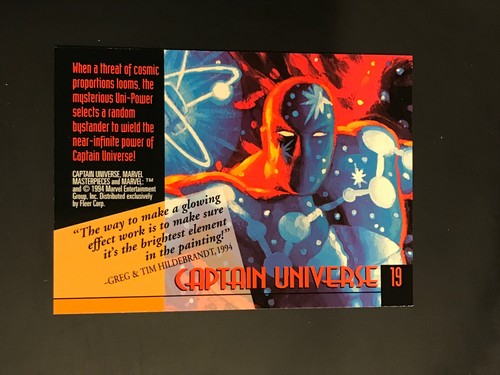 When a threat of cosmic
proportions looms, the
mysterious Uni-Power
selects a random
bystander to wield the
near-infinite power of
Captain Universe!
CAPTAIN UNIVERSE, MARVEL
MASTERPIECES and MARVEL: ™
and © 1994 Marvel Entertainment
Group, Inc. Distributed exclusively
by Fleer Corp.
"The way to make a glowing
effect work is to make sure
it's the brightest element
in the painting!"
-GREG & TIM HILDEBRANDT, 1994
CAPTAIN UNIVERSE
19